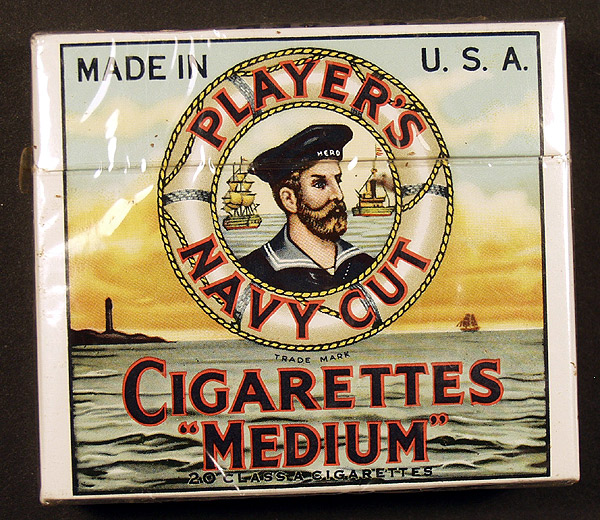 MADE IN U. S. A.
PLAYER'S
HERO
NAVY CUT
TRADE MARK
CIGARETTES
"MEDIUM"
20 CLASS A CIGARETTES